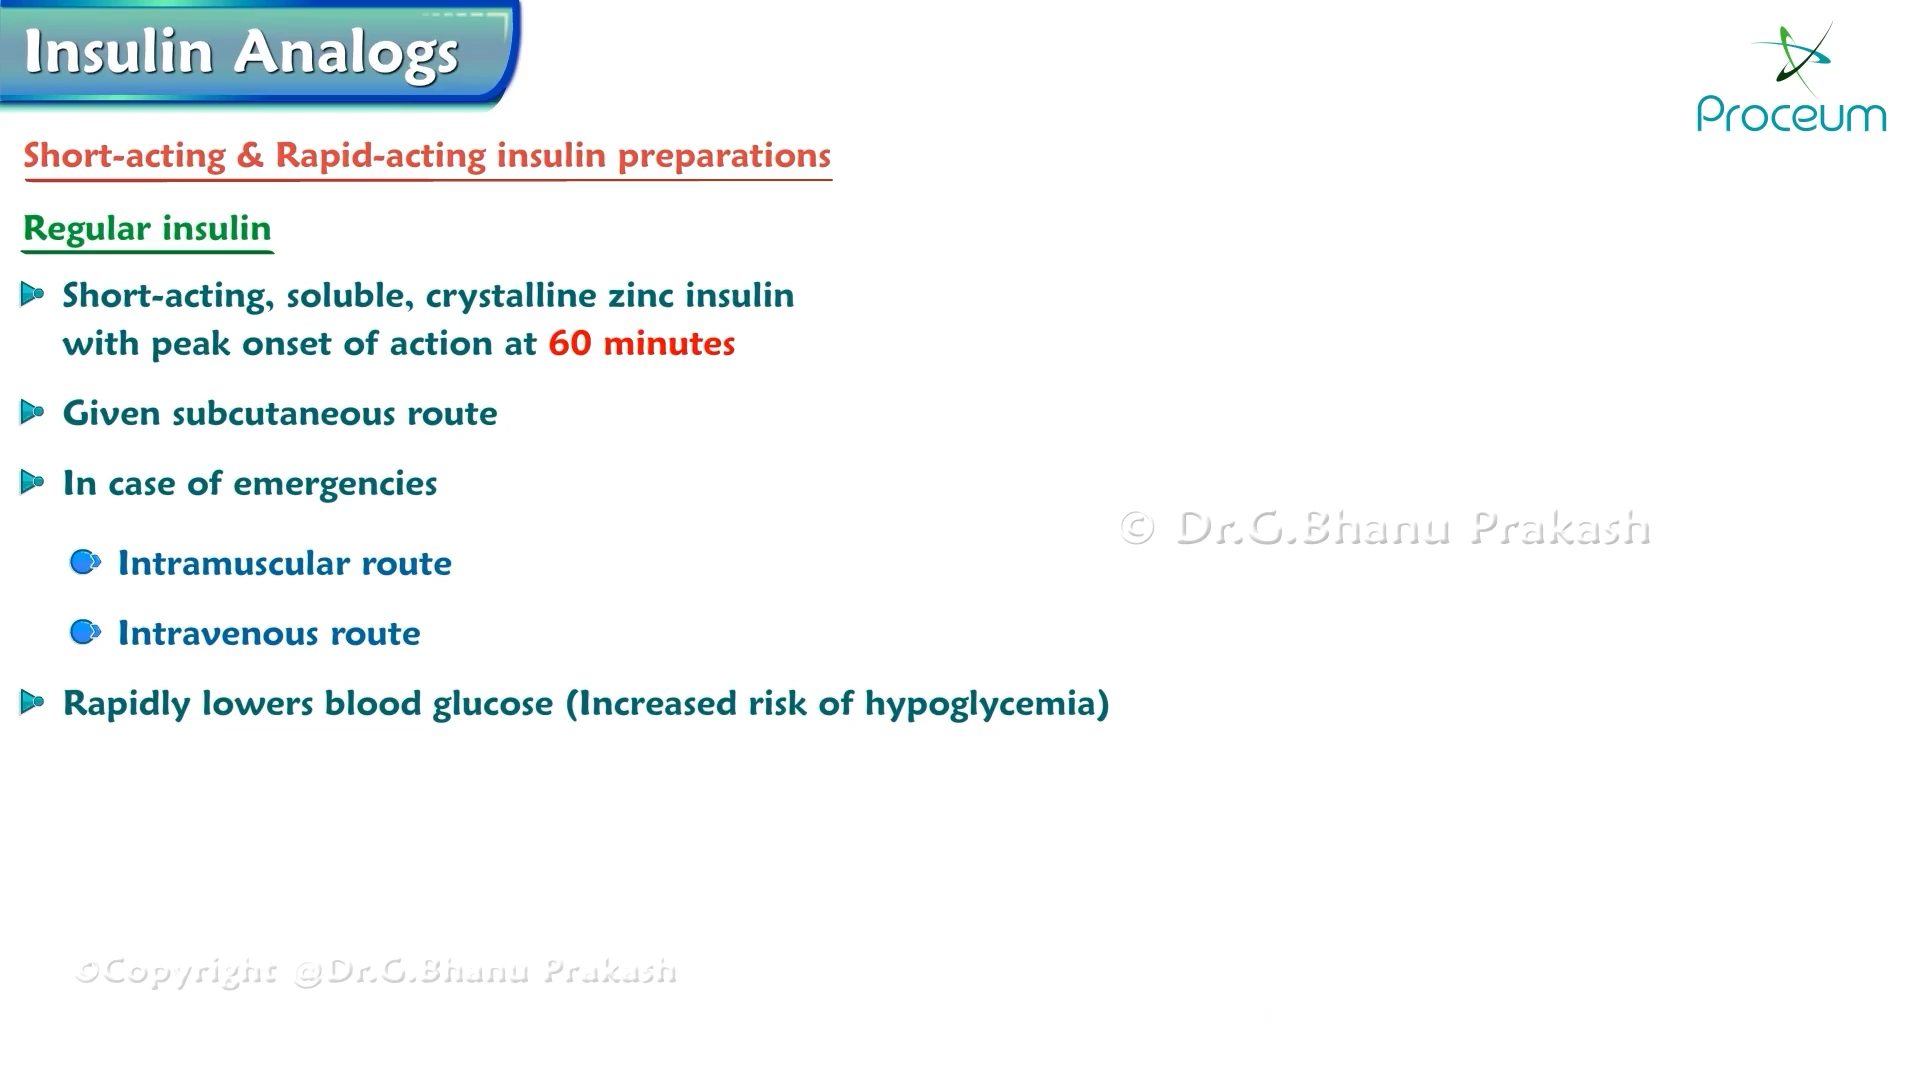 Insulin Analogs
Proceum
Short-acting & Rapid-acting insulin preparations
Regular insulin
Short-acting, soluble, crystalline zinc insulin
with peak onset of action at 60 minutes
Given subcutaneous route
In case of emergencies
© Dr.G.Bhanu Prakash
Intramuscular route
Intravenous route
Rapidly lowers blood glucose (Increased risk of hypoglycemia)
©Copyright @Dr.G.Bhanu Prakash